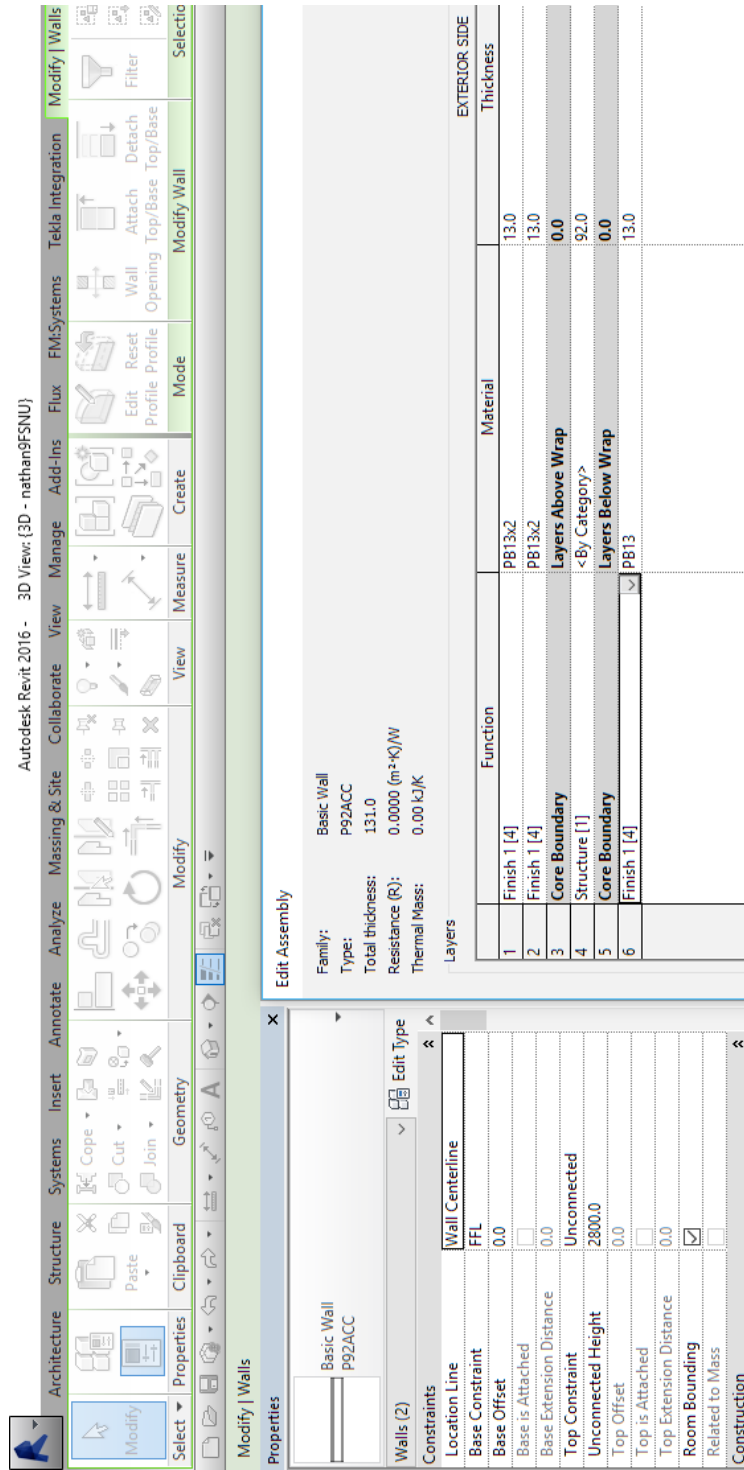 Autodesk Revit 2016 - 3D View: {3D - nathan9FSNU}
Architecture Structure Systems Insert Annotate Analyze Massing & Site Collaborate View Manage Add-Ins Flux FM:Systems Tekla Integration Modify | Walls
Modify
Paste
Cope
Cut
Join
Edit Profile
Reset Profile
Wall Opening
Attach Top/Base
Detach Top/Base
Filter
Select Properties Clipboard Geometry Modify View Measure Create Mode Modify Wall Selectio
Modify | Walls
Properties
Basic Wall
P92ACC
Walls (2) Edit Type
Constraints
Location Line Wall Centerline
Base Constraint FFL
Base Offset 0.0
Base is Attached
Base Extension Distance 0.0
Top Constraint Unconnected
Unconnected Height 2800.0
Top Offset 0.0
Top is Attached
Top Extension Distance 0.0
Room Bounding
Related to Mass
Construction
Edit Assembly
Family: Basic Wall
Type: P92ACC
Total thickness: 131.0
Resistance (R): 0.0000 (m²·K)/W
Thermal Mass: 0.00 kJ/K
Layers
EXTERIOR SIDE
Function Material Thickness
1 Finish 1 [4] PB13x2 13.0
2 Finish 1 [4] PB13x2 13.0
3 Core Boundary Layers Above Wrap 0.0
4 Structure [1] <By Category> 92.0
5 Core Boundary Layers Below Wrap 0.0
6 Finish 1 [4] PB13 13.0